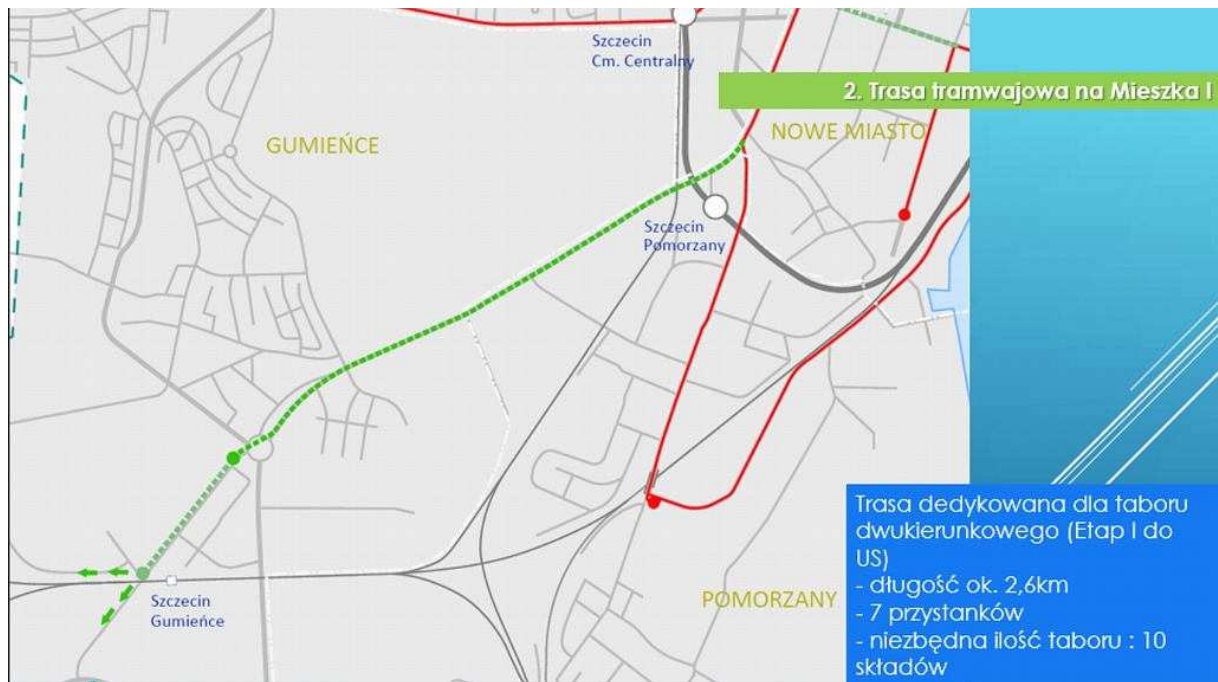 Szczecin
Cm. Centralny
2. Trasa tramwajowa na Mieszka I
GUMIEŃCE
NOWE MIASTO
Szczecin
Pomorzany
Szczecin
Gumieńce
POMORZANY
Trasa dedykowana dla taboru
dwukierunkowego (Etap I do
US)
- długość ok. 2,6km
- 7 przystanków
- niezbędna ilość taboru : 10
składów